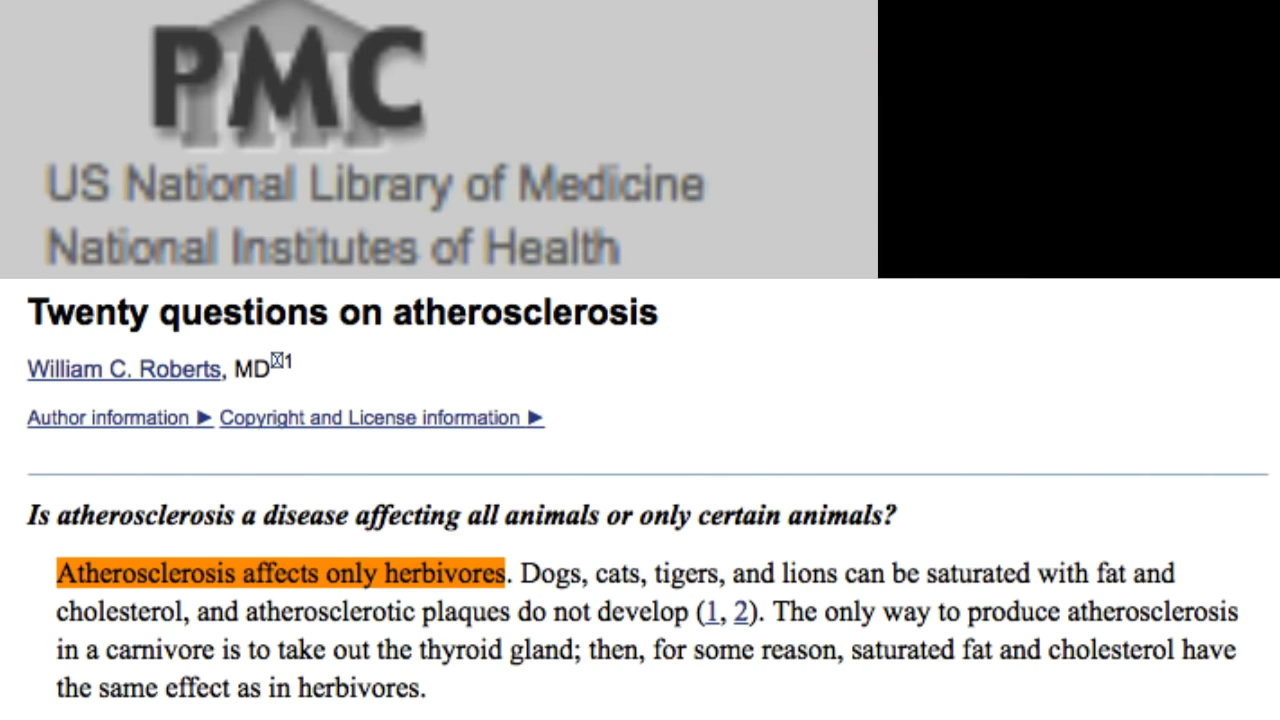 PMC
US National Library of Medicine
National Institutes of Health
Twenty questions on atherosclerosis
William C. Roberts, MD☒1
Author information ▶ Copyright and License information ▶
Is atherosclerosis a disease affecting all animals or only certain animals?
Atherosclerosis affects only herbivores. Dogs, cats, tigers, and lions can be saturated with fat and
cholesterol, and atherosclerotic plaques do not develop (1, 2). The only way to produce atherosclerosis
in a carnivore is to take out the thyroid gland; then, for some reason, saturated fat and cholesterol have
the same effect as in herbivores.